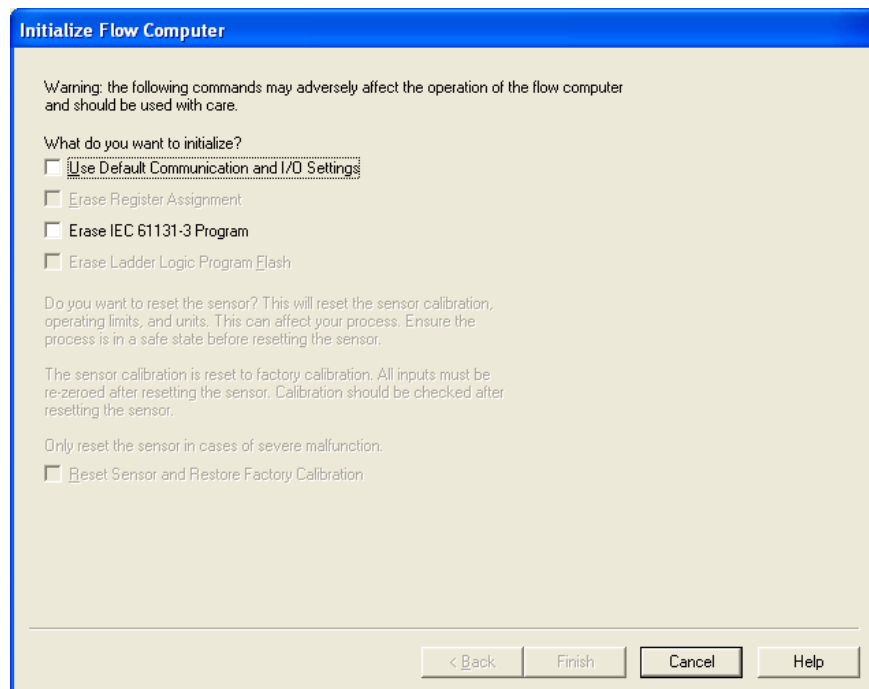 Initialize Flow Computer
Warning: the following commands may adversely affect the operation of the flow computer
and should be used with care.
What do you want to initialize?
Use Default Communication and I/O Settings
Erase Register Assignment
Erase IEC 61131-3 Program
Erase Ladder Logic Program Flash
Do you want to reset the sensor? This will reset the sensor calibration,
operating limits, and units. This can affect your process. Ensure the
process is in a safe state before resetting the sensor.
The sensor calibration is reset to factory calibration. All inputs must be
re-zeroed after resetting the sensor. Calibration should be checked after
resetting the sensor.
Only reset the sensor in cases of severe malfunction.
Reset Sensor and Restore Factory Calibration
< Back
Finish
Cancel
Help